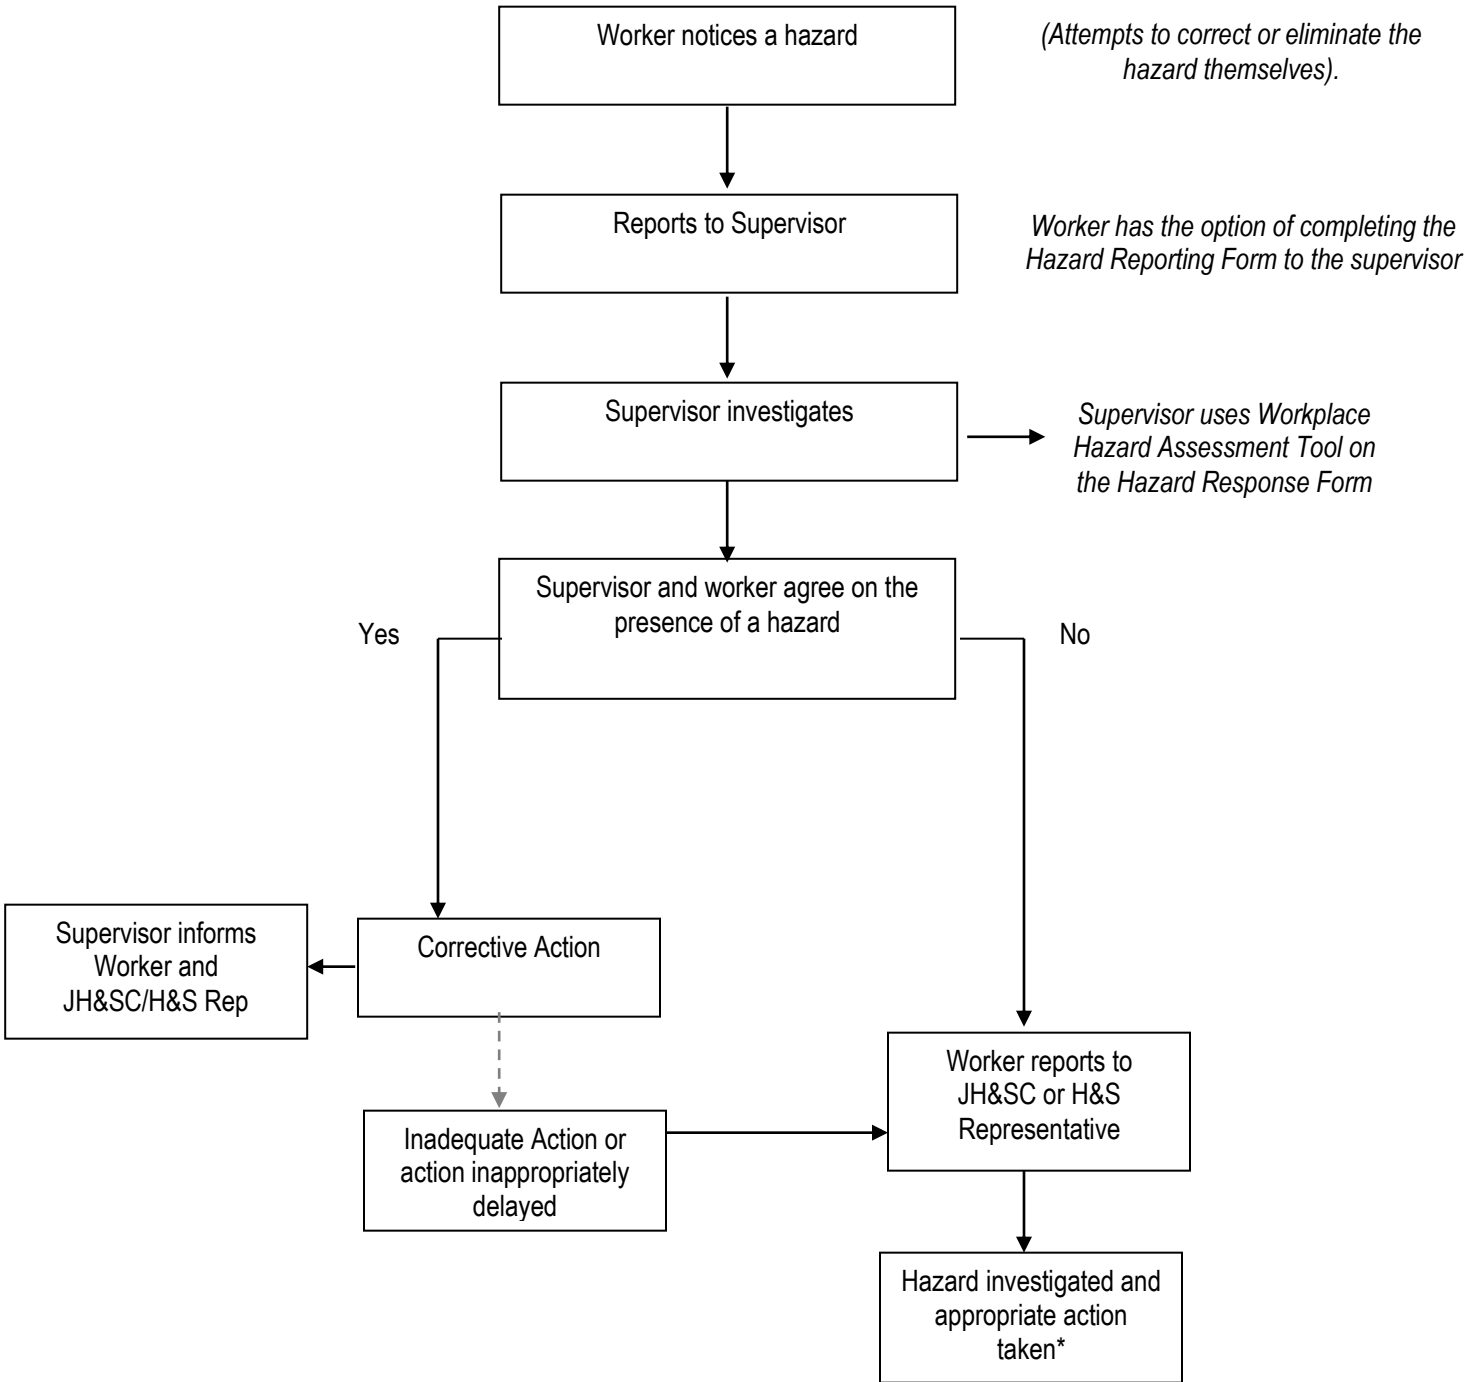 Worker notices a hazard
(Attempts to correct or eliminate the
hazard themselves).
Reports to Supervisor
Worker has the option of completing the
Hazard Reporting Form to the supervisor
Supervisor investigates
Supervisor uses Workplace
Hazard Assessment Tool on
the Hazard Response Form
Supervisor and worker agree on the
presence of a hazard
Yes
No
Supervisor informs
Worker and
JH&SC/H&S Rep
Corrective Action
Inadequate Action or
action inappropriately
delayed
Worker reports to
JH&SC or H&S
Representative
Hazard investigated and
appropriate action
taken*